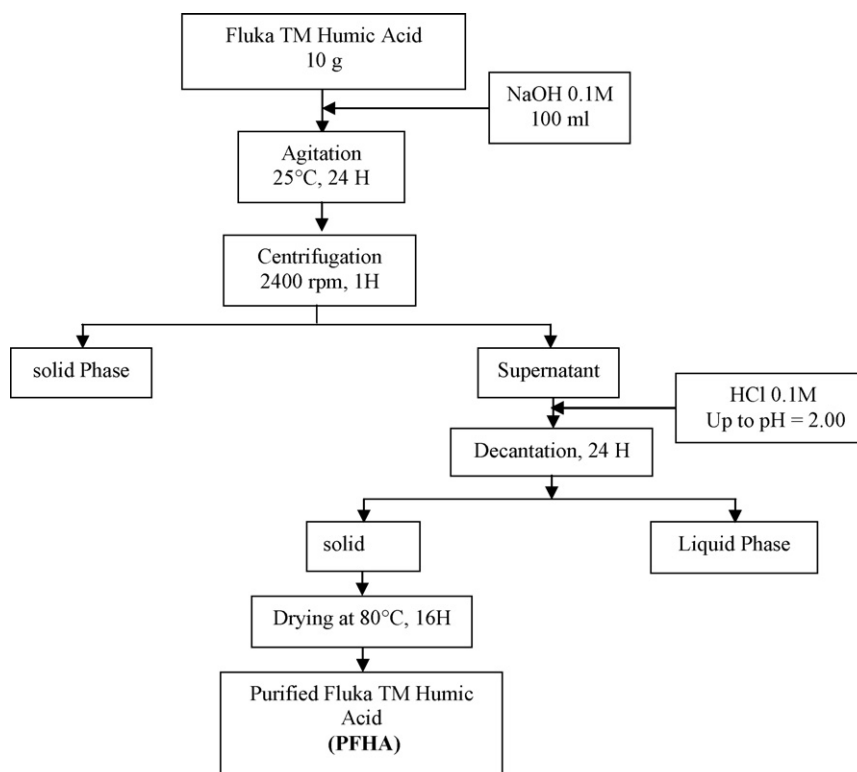 Fluka TM Humic Acid
10 g
NaOH 0.1M
100 ml
Agitation
25°C, 24 H
Centrifugation
2400 rpm, 1H
solid Phase
Supernatant
HCl 0.1M
Up to pH = 2.00
Decantation, 24 H
solid
Liquid Phase
Drying at 80°C, 16H
Purified Fluka TM Humic
Acid
(PFHA)